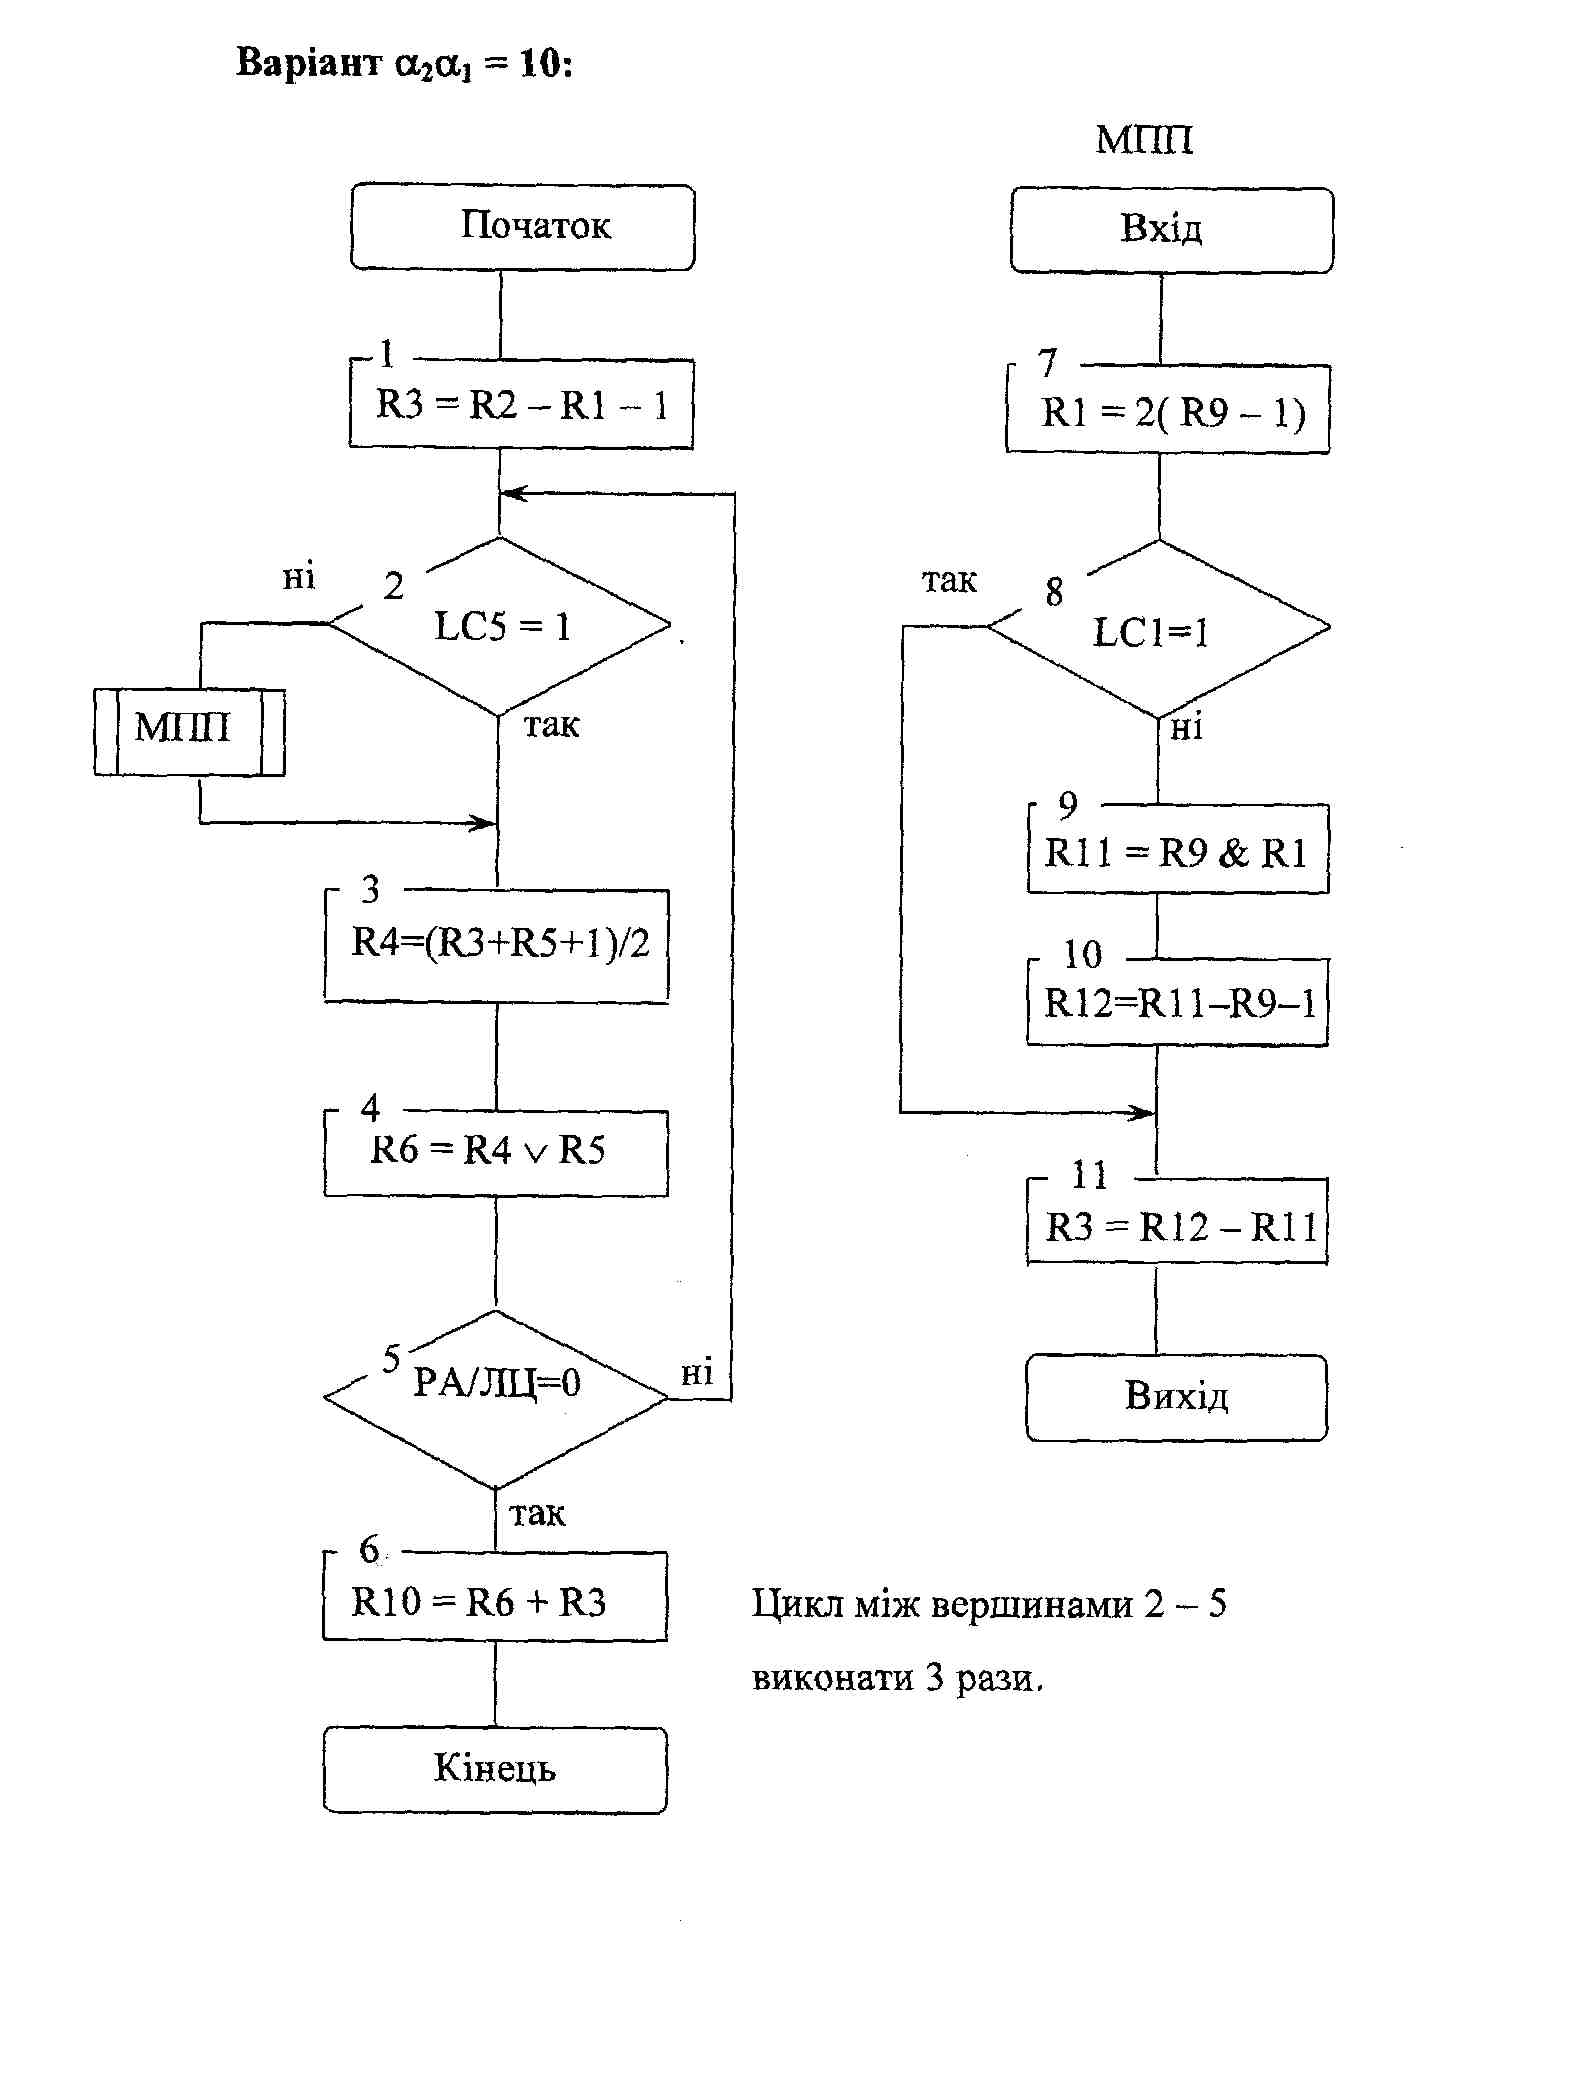 Варіант α₂α₁ = 10:
Початок
1
R3 = R2 – R1 – 1
2
LC5 = 1
ні
так
МПП
3
R4=(R3+R5+1)/2
4
R6 = R4 ∨ R5
5
РА/ЛЦ=0
ні
так
6
R10 = R6 + R3
Кінець
МПП
Вхід
7
R1 = 2( R9 – 1)
8
LC1=1
так
ні
9
R11 = R9 & R1
10
R12=R11–R9–1
11
R3 = R12 – R11
Вихід
Цикл між вершинами 2 – 5
виконати 3 рази.